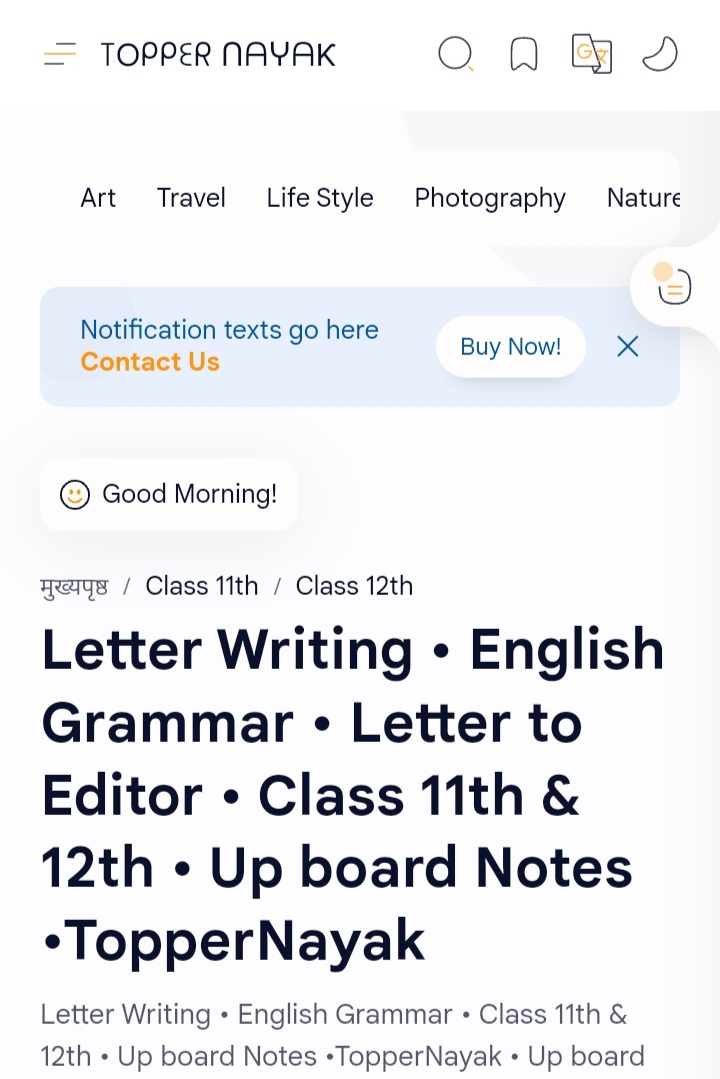 TOPPER NAYAK
Art Travel Life Style Photography Nature
Notification texts go here
Contact Us
Buy Now!
Good Morning!
मुख्यपृष्ठ / Class 11th / Class 12th
Letter Writing • English
Grammar • Letter to
Editor • Class 11th &
12th • Up board Notes
•TopperNayak
Letter Writing • English Grammar • Class 11th &
12th • Up board Notes •TopperNayak • Up board